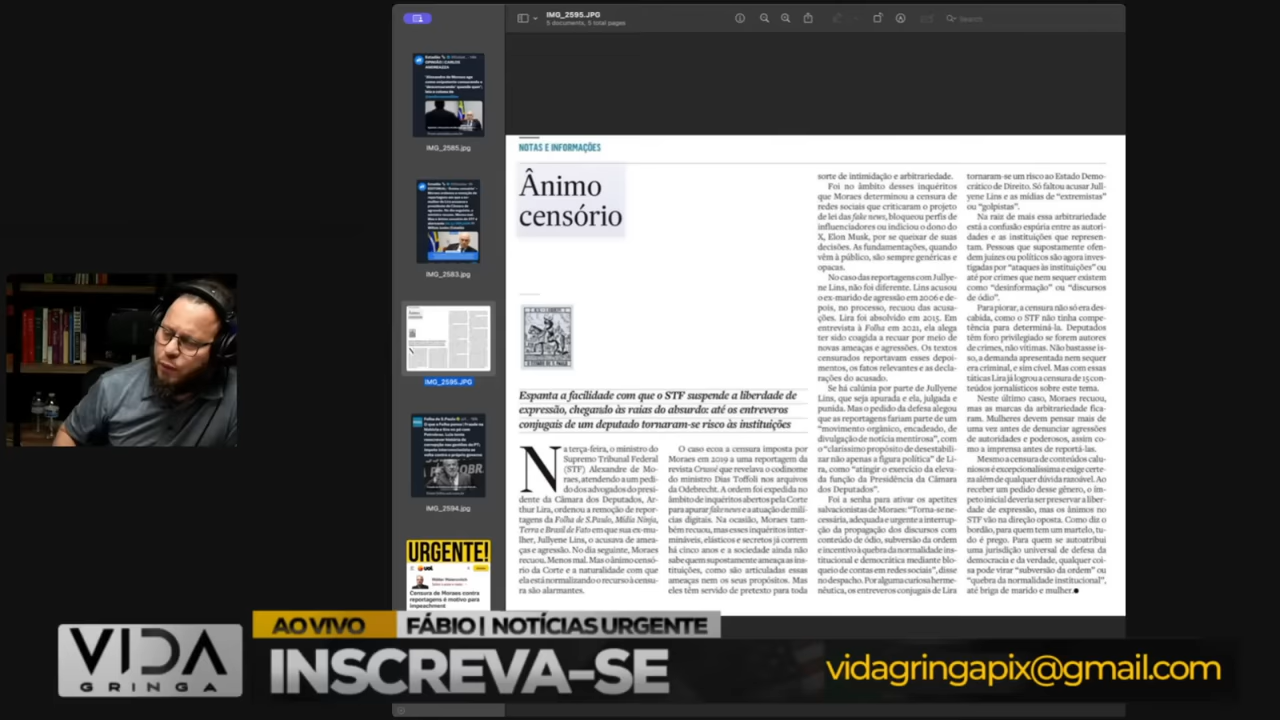 IMG_2595.JPG
5 documents, 5 total pages
Search
Estadão
OPINIÃO | CARLOS
ANDREAZZA
IMG_2585.jpg
IMG_2583.jpg
IMG_2595.JPG
Folha de S.Paulo
IMG_2594.jpg
URGENTE!
uol
Walter Maierovitch
Censura de Moraes contra
reportagens é motivo para
impeachment
NOTAS E INFORMAÇÕES
Ânimo
censório
Espanta a facilidade com que o STF suspende a liberdade de
expressão, chegando às raias do absurdo: até os entreveros
conjugais de um deputado tornaram-se risco às instituições
Na terça-feira, o ministro do
Supremo Tribunal Federal
(STF) Alexandre de Mo-
raes, atendendo a um pedi-
do dos advogados do presi-
dente da Câmara dos Deputados, Ar-
thur Lira, ordenou a remoção de repor-
tagens da Folha de S.Paulo, Mídia Ninja,
Terra e Brasil de Fato em que sua ex-mu-
lher, Jullyene Lins, o acusava de amea-
ças e agressão. No dia seguinte, Moraes
recuou. Menos mal. Mas o ânimo censó-
rio da Corte e a naturalidade com que
ela está normalizando o recurso à censu-
ra são alarmantes.
O caso ecoa a censura imposta por
Moraes em 2019 a uma reportagem da
revista Crusoé que revelava o codinome
do ministro Dias Toffoli nos arquivos
da Odebrecht. A ordem foi expedida no
âmbito de inquéritos abertos pela Corte
para apurar fake news e a atuação de milí-
cias digitais. Na ocasião, Moraes tam-
bém recuou, mas esses inquéritos inter-
mináveis, elásticos e secretos já correm
há cinco anos e a sociedade ainda não
sabe quem supostamente ameaça as ins-
tituições, como são articuladas essas
ameaças nem os seus propósitos. Mas
eles têm servido de pretexto para toda
sorte de intimidação e arbitrariedade.
Foi no âmbito desses inquéritos
que Moraes determinou a censura de
redes sociais que criticaram o projeto
de lei das fake news, bloqueou perfis de
influenciadores ou indiciou o dono do
X, Elon Musk, por se queixar de suas
decisões. As fundamentações, quando
vêm à público, são sempre genéricas e
opacas.
No caso das reportagens com Jullye-
ne Lins, não foi diferente. Lins acusou
o ex-marido de agressão em 2006 e de-
pois, no processo, recuou das acusa-
ções. Lira foi absolvido em 2015. Em
entrevista à Folha em 2021, ela alega
ter sido coagida a recuar por meio de
novas ameaças e agressões. Os textos
censurados reportavam esses depoi-
mentos, os fatos relevantes e as decla-
rações do acusado.
Se há calúnia por parte de Jullyene
Lins, que seja apurada e ela, julgada e
punida. Mas o pedido da defesa alegou
que as reportagens fariam parte de um
“movimento orgânico, encadeado, de
divulgação de notícia mentirosa”, com
o “claríssimo propósito de desestabili-
zar não apenas a figura política” de Li-
ra, como “atingir o exercício da eleva-
da função da Presidência da Câmara
dos Deputados”.
Foi a senha para ativar os apetites
salvacionistas de Moraes: “Torna-se ne-
cessária, adequada e urgente a interrup-
ção da propagação dos discursos com
conteúdo de ódio, subversão da ordem
e incentivo à quebra da normalidade ins-
titucional e democrática mediante blo-
queio de contas em redes sociais”, disse
no despacho. Por alguma curiosa herme-
nêutica, os entreveros conjugais de Lira
tornaram-se um risco ao Estado Demo-
crático de Direito. Só faltou acusar Jull-
yene Lins e as mídias de “extremistas”
ou “golpistas”.
Na raiz de mais essa arbitrariedade
está a confusão espúria entre as autori-
dades e as instituições que represen-
tam. Pessoas que supostamente ofen-
dem juízes ou políticos são agora inves-
tigadas por “ataques às instituições” ou
até por crimes que nem sequer existem
como “desinformação” ou “discursos
de ódio”.
Para piorar, a censura não só era des-
cabida, como o STF não tinha compe-
tência para determiná-la. Deputados
têm foro privilegiado se forem autores
de crimes, não vítimas. Não bastasse is-
so, a demanda apresentada nem sequer
era criminal, e sim cível. Mas com essas
táticas Lira já logrou a censura de 15 con-
teúdos jornalísticos sobre este tema.
Neste último caso, Moraes recuou,
mas as marcas da arbitrariedade fica-
ram. Mulheres devem pensar mais
de uma vez antes de denunciar agressões
de autoridades e poderosos, assim co-
mo a imprensa antes de reportá-las.
Mesmo a censura de conteúdos calu-
niosos é excepcionalíssima e exige certe-
za além de qualquer dúvida razoável. Ao
receber um pedido desse gênero, o ím-
peto inicial deveria ser preservar a liber-
dade de expressão, mas os ânimos no
STF vão na direção oposta. Como diz o
bordão, para quem tem um martelo, tu-
do é prego. Para quem se autoatribui
uma jurisdição universal de defesa da
democracia e da verdade, qualquer coi-
sa pode virar “subversão da ordem” ou
“quebra da normalidade institucional”,
até briga de marido e mulher.
AO VIVO
FÁBIO | NOTÍCIAS URGENTE
VIDA
GRINGA
INSCREVA-SE
vidagringapix@gmail.com